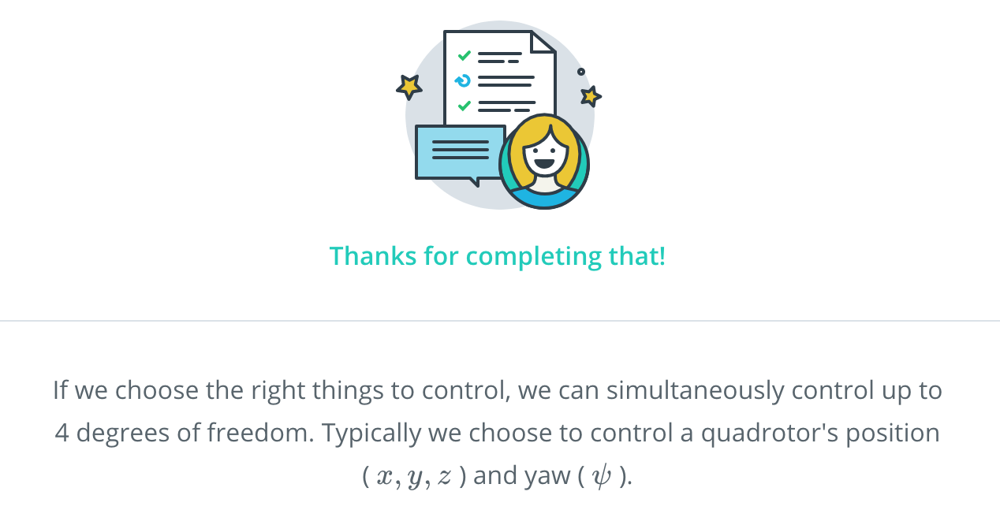 Thanks for completing that!
If we choose the right things to control, we can simultaneously control up to
4 degrees of freedom. Typically we choose to control a quadrotor's position
( x, y, z ) and yaw ( ψ ).